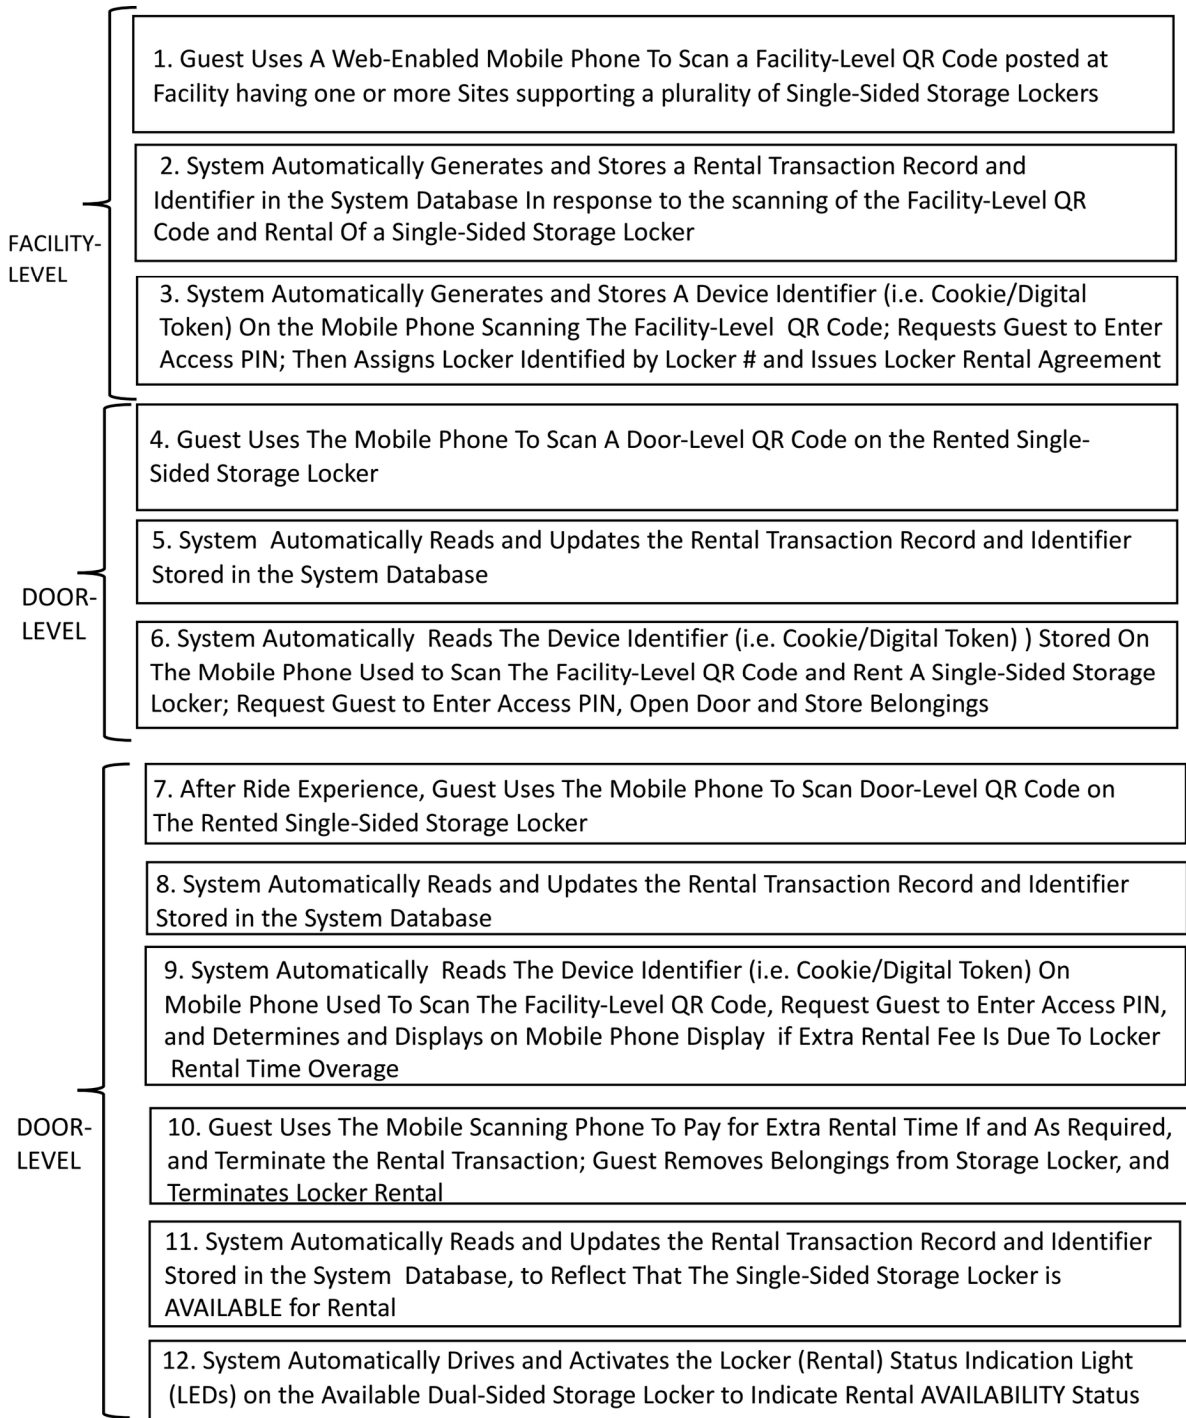 1. Guest Uses A Web-Enabled Mobile Phone To Scan a Facility-Level QR Code posted at
Facility having one or more Sites supporting a plurality of Single-Sided Storage Lockers
2. System Automatically Generates and Stores a Rental Transaction Record and
Identifier in the System Database In response to the scanning of the Facility-Level QR
Code and Rental Of a Single-Sided Storage Locker
FACILITY-
LEVEL
3. System Automatically Generates and Stores A Device Identifier (i.e. Cookie/Digital
Token) On the Mobile Phone Scanning The Facility-Level QR Code; Requests Guest to Enter
Access PIN; Then Assigns Locker Identified by Locker # and Issues Locker Rental Agreement
4. Guest Uses The Mobile Phone To Scan A Door-Level QR Code on the Rented Single-
Sided Storage Locker
5. System Automatically Reads and Updates the Rental Transaction Record and Identifier
Stored in the System Database
DOOR-
LEVEL
6. System Automatically Reads The Device Identifier (i.e. Cookie/Digital Token) ) Stored On
The Mobile Phone Used to Scan The Facility-Level QR Code and Rent A Single-Sided Storage
Locker; Request Guest to Enter Access PIN, Open Door and Store Belongings
7. After Ride Experience, Guest Uses The Mobile Phone To Scan Door-Level QR Code on
The Rented Single-Sided Storage Locker
8. System Automatically Reads and Updates the Rental Transaction Record and Identifier
Stored in the System Database
9. System Automatically Reads The Device Identifier (i.e. Cookie/Digital Token) On
Mobile Phone Used To Scan The Facility-Level QR Code, Request Guest to Enter Access PIN,
and Determines and Displays on Mobile Phone Display if Extra Rental Fee Is Due To Locker
Rental Time Overage
DOOR-
LEVEL
10. Guest Uses The Mobile Scanning Phone To Pay for Extra Rental Time If and As Required,
and Terminate the Rental Transaction; Guest Removes Belongings from Storage Locker, and
Terminates Locker Rental
11. System Automatically Reads and Updates the Rental Transaction Record and Identifier
Stored in the System Database, to Reflect That The Single-Sided Storage Locker is
AVAILABLE for Rental
12. System Automatically Drives and Activates the Locker (Rental) Status Indication Light
(LEDs) on the Available Dual-Sided Storage Locker to Indicate Rental AVAILABILITY Status